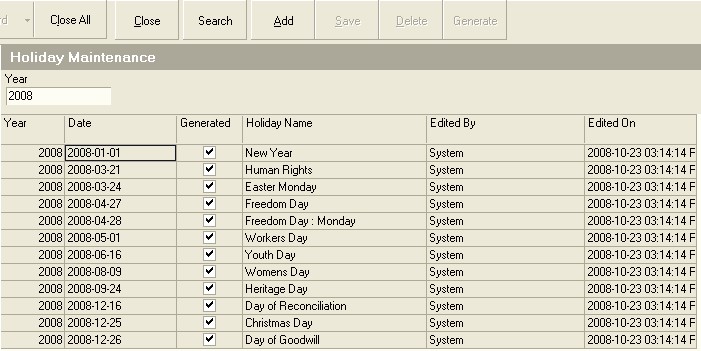 rd Close All Close Search Add Save Delete Generate
Holiday Maintenance
Year
2008
Year Date Generated Holiday Name Edited By Edited On
2008 2008-01-01 New Year System 2008-10-23 03:14:14 F
2008 2008-03-21 Human Rights System 2008-10-23 03:14:14 F
2008 2008-03-24 Easter Monday System 2008-10-23 03:14:14 F
2008 2008-04-27 Freedom Day System 2008-10-23 03:14:14 F
2008 2008-04-28 Freedom Day : Monday System 2008-10-23 03:14:14 F
2008 2008-05-01 Workers Day System 2008-10-23 03:14:14 F
2008 2008-06-16 Youth Day System 2008-10-23 03:14:14 F
2008 2008-08-09 Womens Day System 2008-10-23 03:14:14 F
2008 2008-09-24 Heritage Day System 2008-10-23 03:14:14 F
2008 2008-12-16 Day of Reconciliation System 2008-10-23 03:14:14 F
2008 2008-12-25 Christmas Day System 2008-10-23 03:14:14 F
2008 2008-12-26 Day of Goodwill System 2008-10-23 03:14:14 F